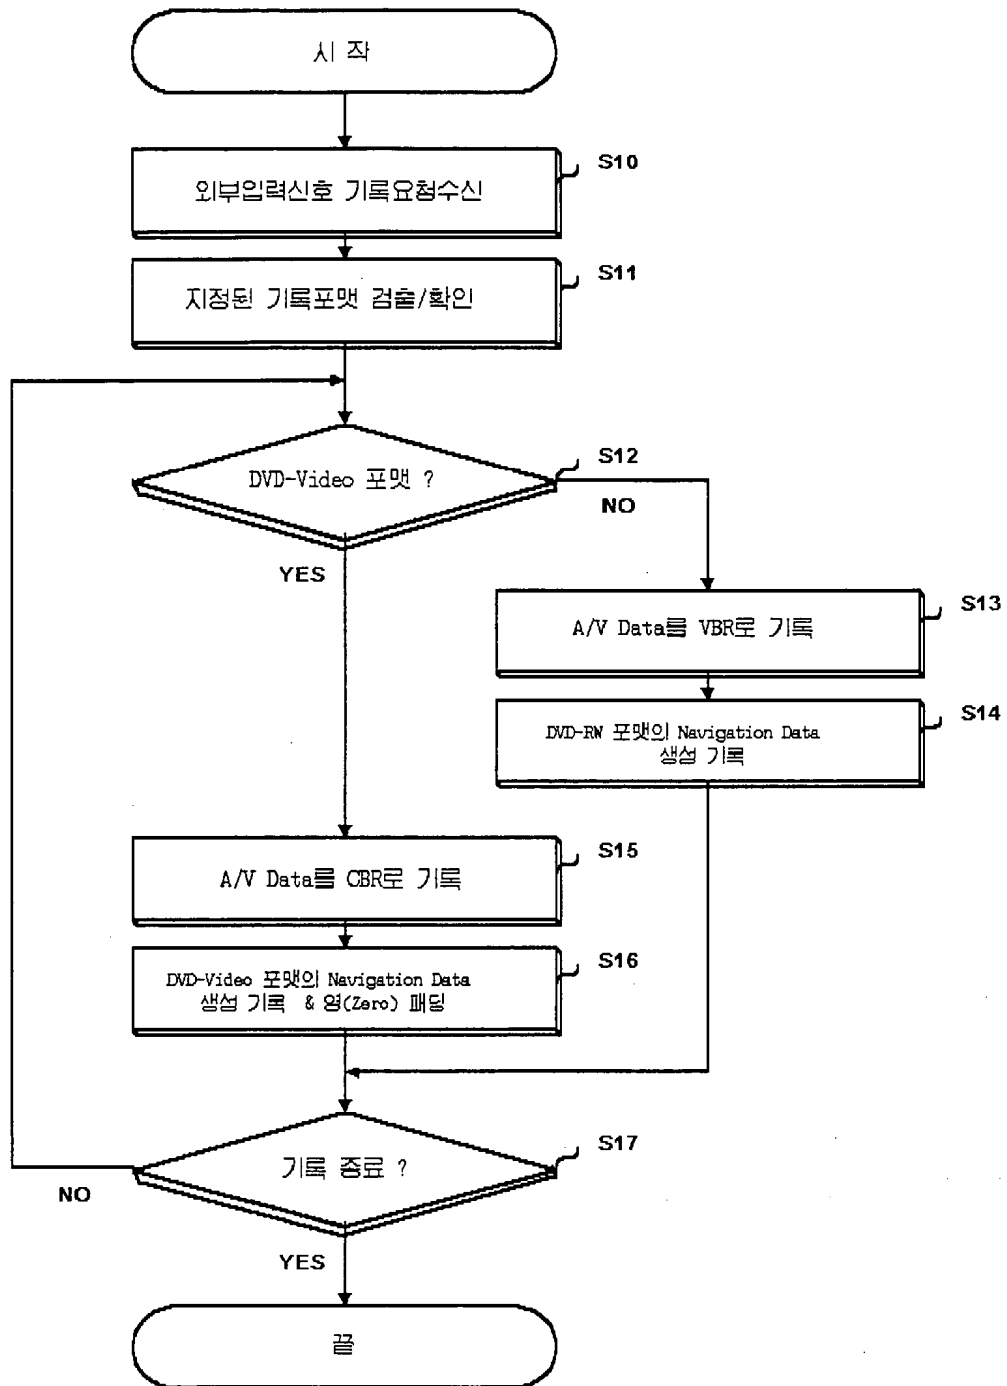 시 작
S10
외부입력신호 기록요청수신
S11
지정된 기록포맷 검출/확인
S12
DVD-Video 포맷 ?
NO
YES
S13
A/V Data를 VBR로 기록
S14
DVD-RW 포맷의 Navigation Data
생성 기록
S15
A/V Data를 CBR로 기록
S16
DVD-Video 포맷의 Navigation Data
생성 기록 & 영(Zero) 패딩
S17
기록 종료 ?
NO
YES
끝